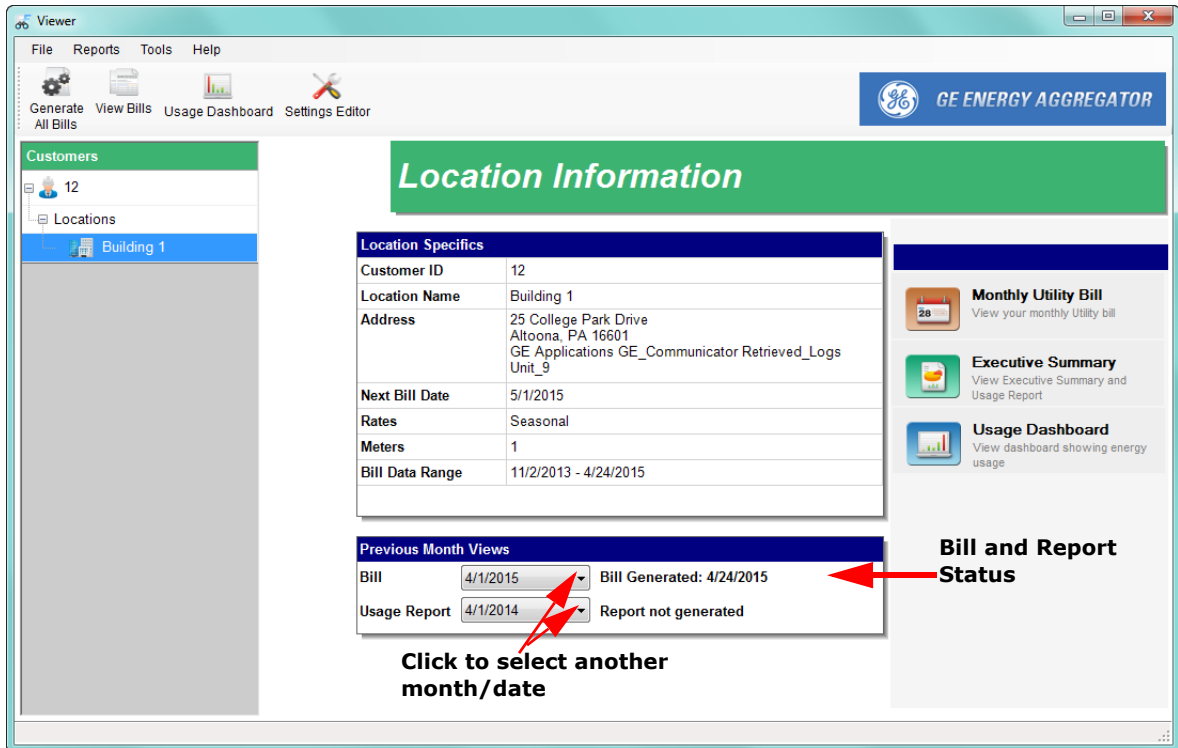 Viewer
File Reports Tools Help
Generate
All Bills
View Bills
Usage Dashboard
Settings Editor
GE ENERGY AGGREGATOR
Customers
12
Locations
Building 1
Location Information
Location Specifics
Customer ID 12
Location Name Building 1
Address 25 College Park Drive
Altoona, PA 16601
GE Applications GE_Communicator Retrieved_Logs
Unit_9
Next Bill Date 5/1/2015
Rates Seasonal
Meters 1
Bill Data Range 11/2/2013 - 4/24/2015
Monthly Utility Bill
View your monthly Utility bill
28
Executive Summary
View Executive Summary and
Usage Report
Usage Dashboard
View dashboard showing energy
usage
Previous Month Views
Bill 4/1/2015 Bill Generated: 4/24/2015
Usage Report 4/1/2014 Report not generated
Bill and Report
Status
Click to select another
month/date